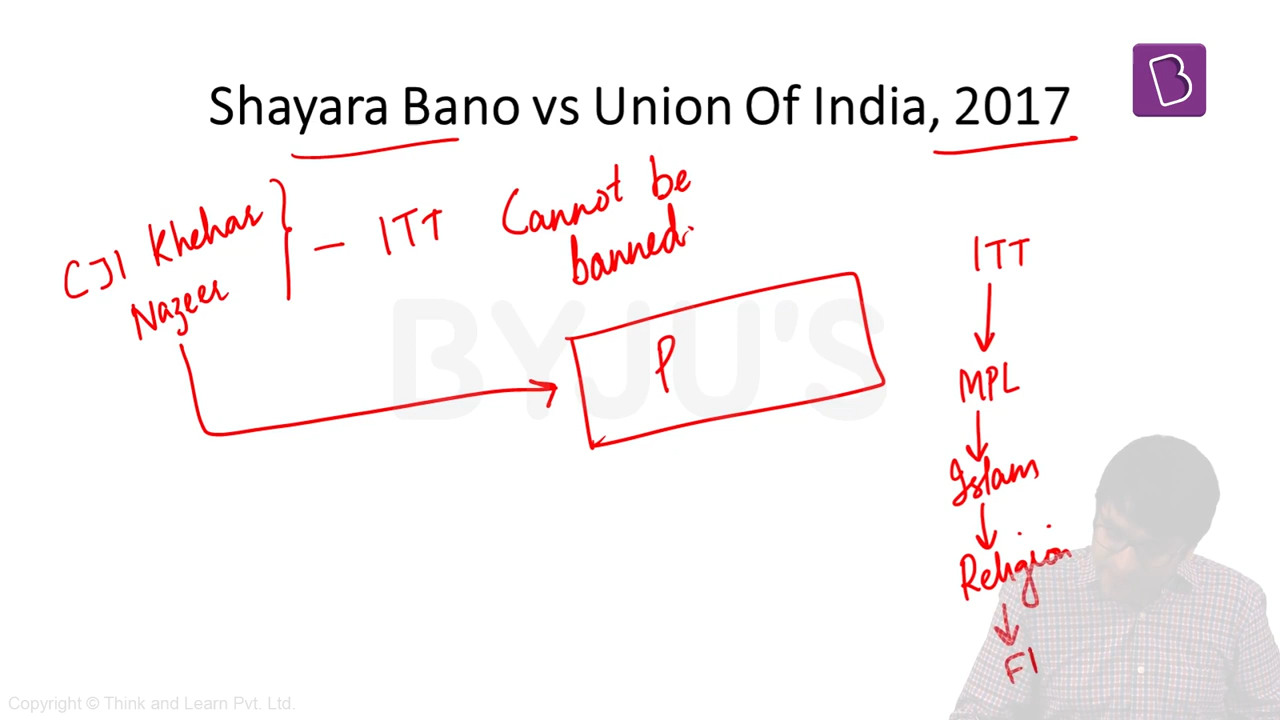 Shayara Bano vs Union Of India, 2017
CJI Khehar
Nazeer
– ITT Cannot be
banned.
P
ITT
MPL
Islam
Religion
FI
BYJU'S
Copyright © Think and Learn Pvt. Ltd.